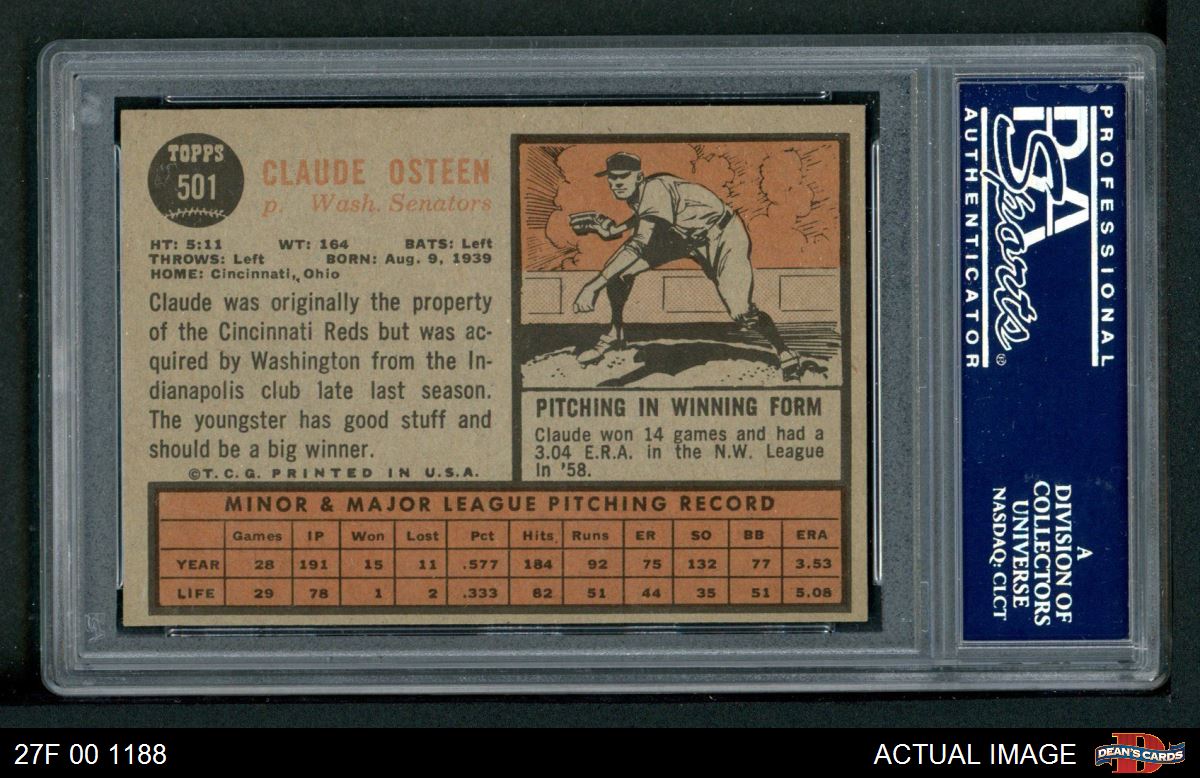 TOPPS
501
CLAUDE OSTEEN
p. Wash. Senators
HT: 5:11 WT: 164 BATS: Left
THROWS: Left BORN: Aug. 9, 1939
HOME: Cincinnati, Ohio
Claude was originally the property
of the Cincinnati Reds but was ac-
quired by Washington from the In-
dianapolis club late last season.
The youngster has good stuff and
should be a big winner.
©T.C.G. PRINTED IN U.S.A.
PITCHING IN WINNING FORM
Claude won 14 games and had a
3.04 E.R.A. in the N.W. League
in '58.
MINOR & MAJOR LEAGUE PITCHING RECORD
Games IP Won Lost Pct Hits Runs ER SO BB ERA
YEAR 28 191 15 11 .577 184 92 75 132 77 3.53
LIFE 29 78 1 2 .333 82 51 44 35 51 5.08
PROFESSIONAL
PSA
Sports®
AUTHENTICATOR
A
DIVISION OF
COLLECTORS
UNIVERSE
NASDAQ: CLCT
27F 00 1188
ACTUAL IMAGE
DEAN'S CARDS